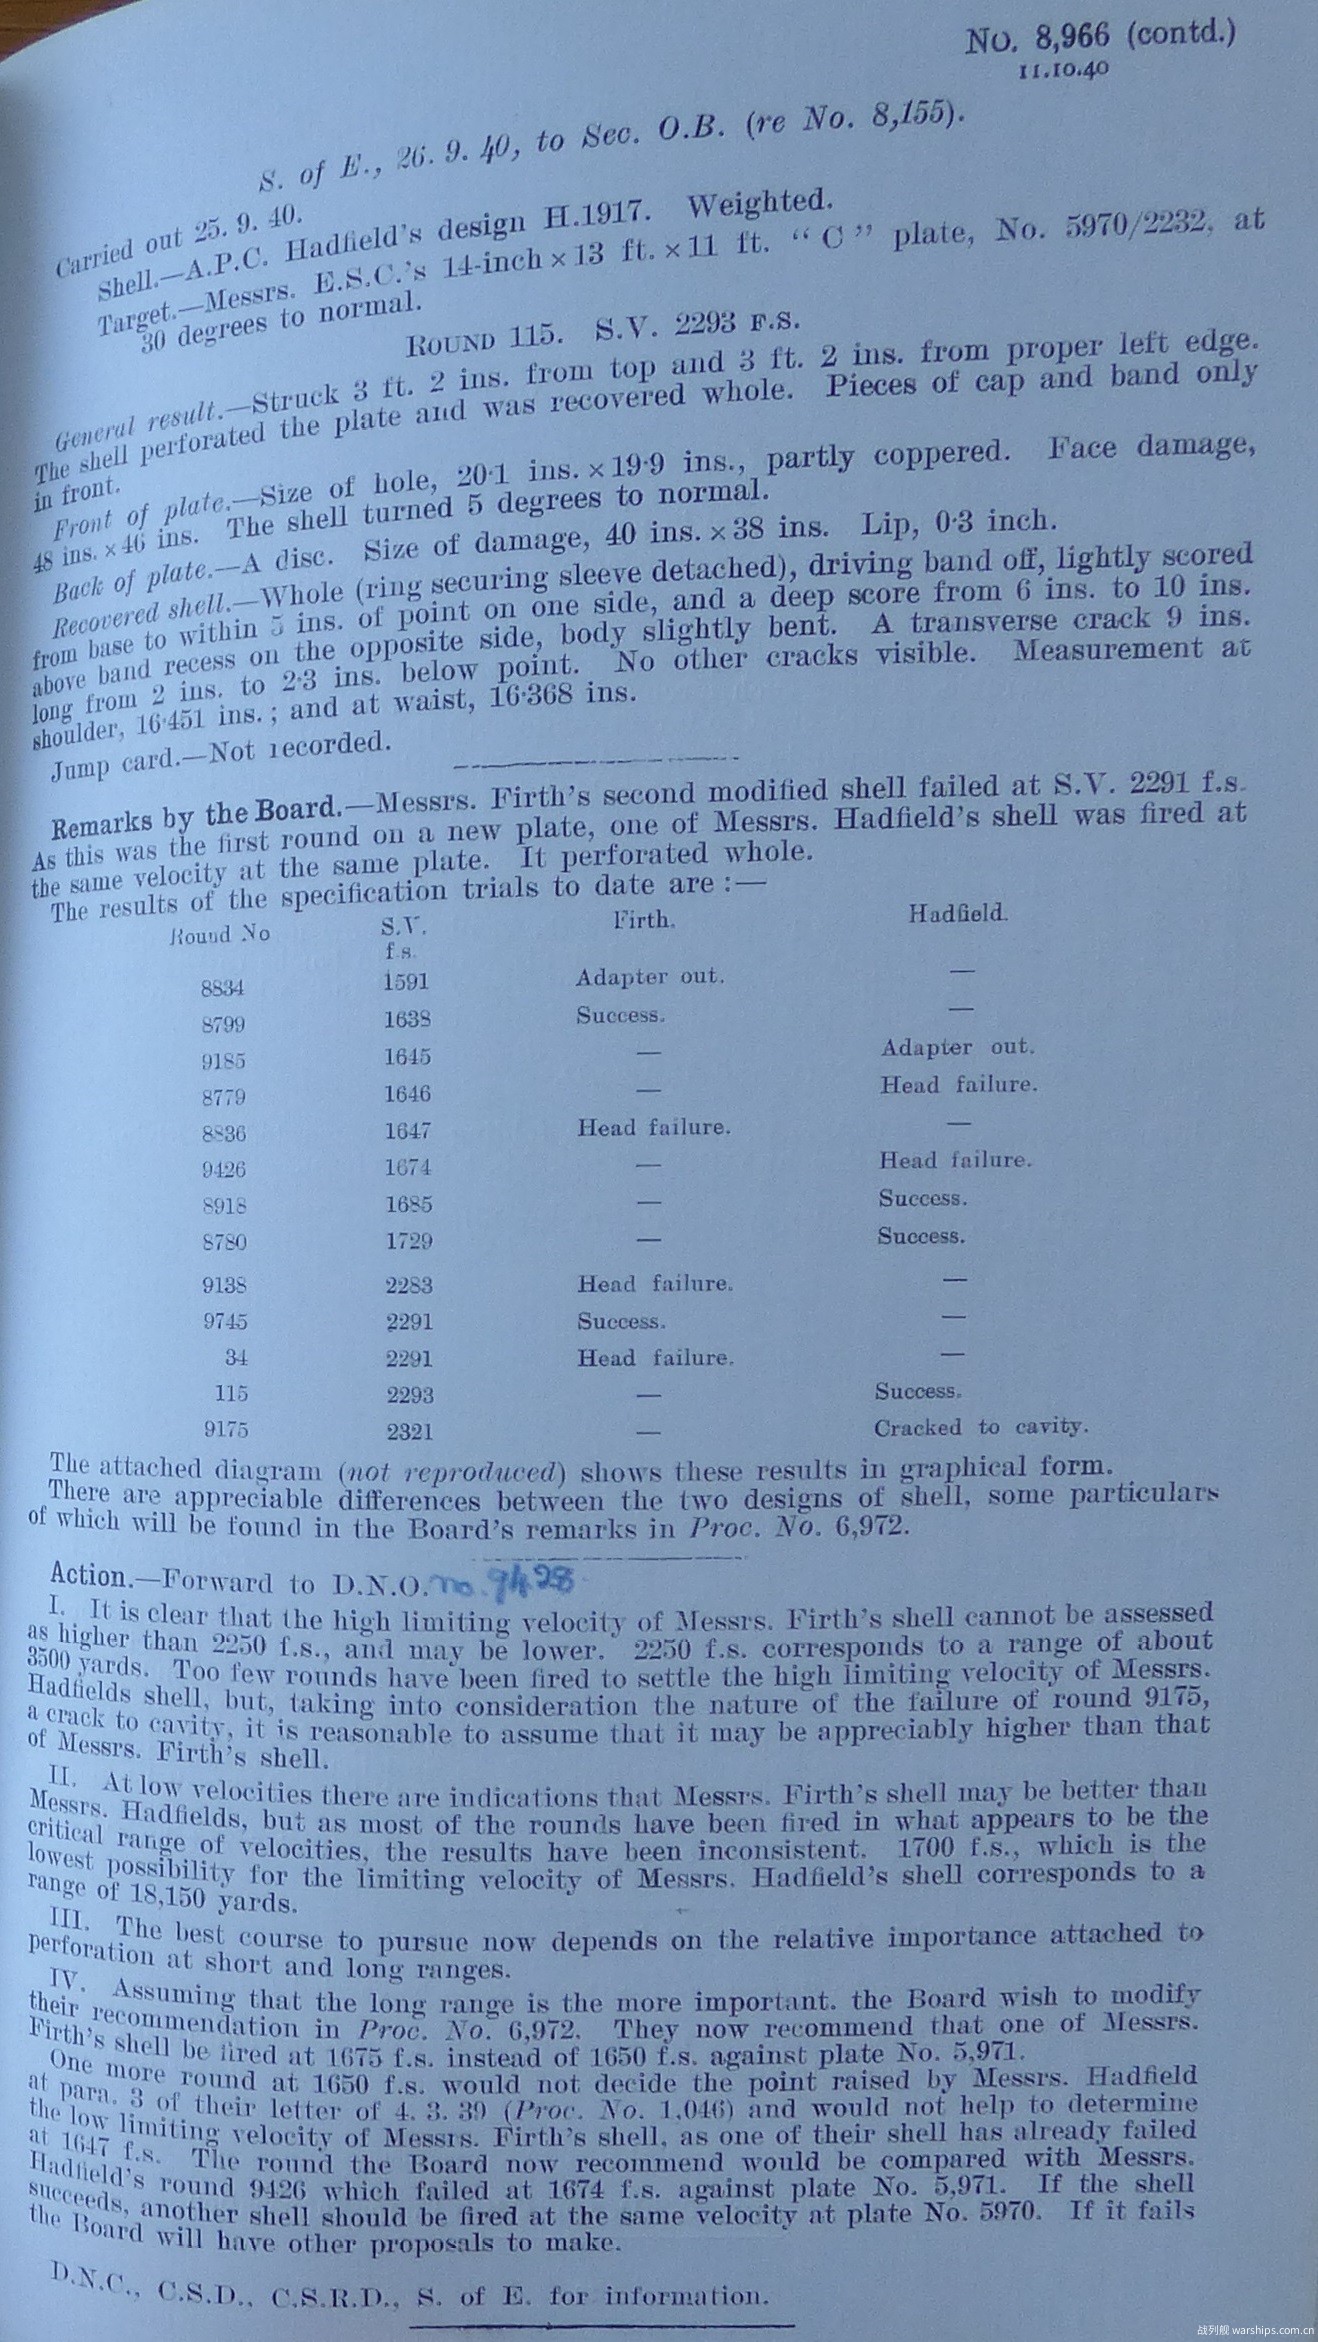 No. 8,966 (contd.)
11.10.40
S. of E., 26. 9. 40, to Sec. O.B. (re No. 8,155).
Carried out 25. 9. 40.
Shell.—A.P.C. Hadfield's design H.1917. Weighted.
Target.—Messrs. E.S.C.'s 14-inch × 13 ft. × 11 ft. "C" plate, No. 5970/2232, at
30 degrees to normal.
ROUND 115. S.V. 2293 F.S.
General result.—Struck 3 ft. 2 ins. from top and 3 ft. 2 ins. from proper left edge.
The shell perforated the plate and was recovered whole. Pieces of cap and band only
in front.
Front of plate.—Size of hole, 20·1 ins. × 19·9 ins., partly coppered. Face damage,
48 ins. × 46 ins. The shell turned 5 degrees to normal.
Back of plate.—A disc. Size of damage, 40 ins. × 38 ins. Lip, 0·3 inch.
Recovered shell.—Whole (ring securing sleeve detached), driving band off, lightly scored
from base to within 5 ins. of point on one side, and a deep score from 6 ins. to 10 ins.
above band recess on the opposite side, body slightly bent. A transverse crack 9 ins.
long from 2 ins. to 2·3 ins. below point. No other cracks visible. Measurement at
shoulder, 16·451 ins.; and at waist, 16·368 ins.
Jump card.—Not recorded.
Remarks by the Board.—Messrs. Firth's second modified shell failed at S.V. 2291 f.s.
As this was the first round on a new plate, one of Messrs. Hadfield's shell was fired at
the same velocity at the same plate. It perforated whole.
The results of the specification trials to date are :—
Round No S.V. Firth. Hadfield.
f.s.
8834 1591 Adapter out. —
8799 1638 Success. —
9185 1645 — Adapter out.
8779 1646 — Head failure.
8836 1647 Head failure. —
9426 1674 — Head failure.
8918 1685 — Success.
8780 1729 — Success.
9138 2283 Head failure. —
9745 2291 Success. —
34 2291 Head failure. —
115 2293 — Success.
9175 2321 — Cracked to cavity.
The attached diagram (not reproduced) shows these results in graphical form.
There are appreciable differences between the two designs of shell, some particulars
of which will be found in the Board's remarks in Proc. No. 6,972.
Action.—Forward to D.N.O. no. 9428
I. It is clear that the high limiting velocity of Messrs. Firth's shell cannot be assessed
as higher than 2250 f.s., and may be lower. 2250 f.s. corresponds to a range of about
3500 yards. Too few rounds have been fired to settle the high limiting velocity of Messrs.
Hadfields shell, but, taking into consideration the nature of the failure of round 9175,
a crack to cavity, it is reasonable to assume that it may be appreciably higher than that
of Messrs. Firth's shell.
II. At low velocities there are indications that Messrs. Firth's shell may be better than
Messrs. Hadfields, but as most of the rounds have been fired in what appears to be the
critical range of velocities, the results have been inconsistent. 1700 f.s., which is the
lowest possibility for the limiting velocity of Messrs. Hadfield's shell corresponds to a
range of 18,150 yards.
III. The best course to pursue now depends on the relative importance attached to
perforation at short and long ranges.
IV. Assuming that the long range is the more important. the Board wish to modify
their recommendation in Proc. No. 6,972. They now recommend that one of Messrs.
Firth's shell be fired at 1675 f.s. instead of 1650 f.s. against plate No. 5,971.
One more round at 1650 f.s. would not decide the point raised by Messrs. Hadfield
at para. 3 of their letter of 4. 3. 39 (Proc. No. 1,046) and would not help to determine
the low limiting velocity of Messrs. Firth's shell, as one of their shell has already failed
at 1647 f.s. The round the Board now recommend would be compared with Messrs.
Hadfield's round 9426 which failed at 1674 f.s. against plate No. 5,971. If the shell
succeeds, another shell should be fired at the same velocity at plate No. 5970. If it fails
the Board will have other proposals to make.
D.N.C., C.S.D., C.S.R.D., S. of E. for information.
战列舰 warships.com.cn